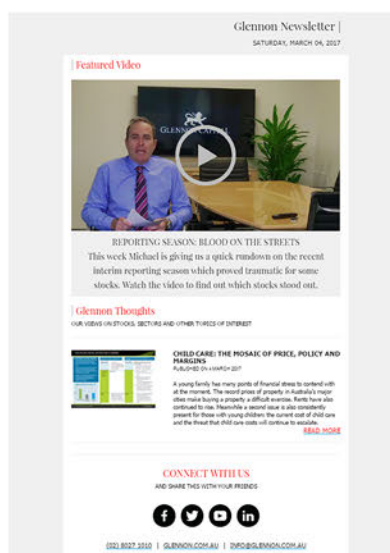 Glennon Newsletter |
SATURDAY, MARCH 04, 2017
| Featured Video
GLENNON CAPITAL
REPORTING SEASON: BLOOD ON THE STREETS
This week Michael is giving us a quick rundown on the recent
interim reporting season which proved traumatic for some
stocks. Watch the video to find out which stocks stood out.
| Glennon Thoughts
OUR VIEWS ON STOCKS, SECTORS AND OTHER TOPICS OF INTEREST
CHILD CARE: THE MOSAIC OF PRICE, POLICY AND
MARGINS
PUBLISHED ON 4 MARCH 2017
A young family has many points of financial stress to contend with
at the moment. The record prices of property in Australia's major
cities make buying a property a difficult exercise. Rents have also
continued to rise. Meanwhile a second issue is also consistently
present for those with young children: the current cost of child care
and the threat that child care costs will continue to escalate.
READ MORE
CONNECT WITH US
AND SHARE THIS WITH YOUR FRIENDS
(02) 8027 1010 | GLENNON.COM.AU | INFO@GLENNON.COM.AU